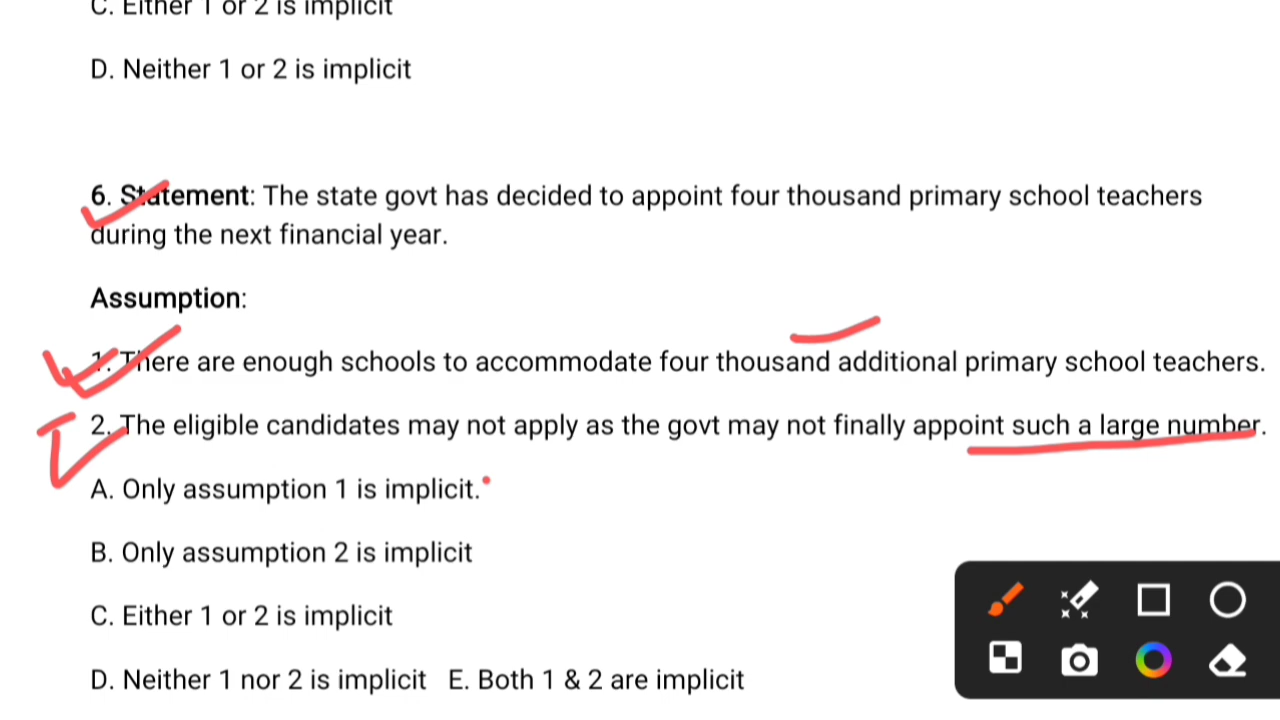 C. Either 1 or 2 is implicit
D. Neither 1 or 2 is implicit
6. Statement: The state govt has decided to appoint four thousand primary school teachers
during the next financial year.
Assumption:
1. There are enough schools to accommodate four thousand additional primary school teachers.
2. The eligible candidates may not apply as the govt may not finally appoint such a large number.
A. Only assumption 1 is implicit.
B. Only assumption 2 is implicit
C. Either 1 or 2 is implicit
D. Neither 1 nor 2 is implicit E. Both 1 & 2 are implicit